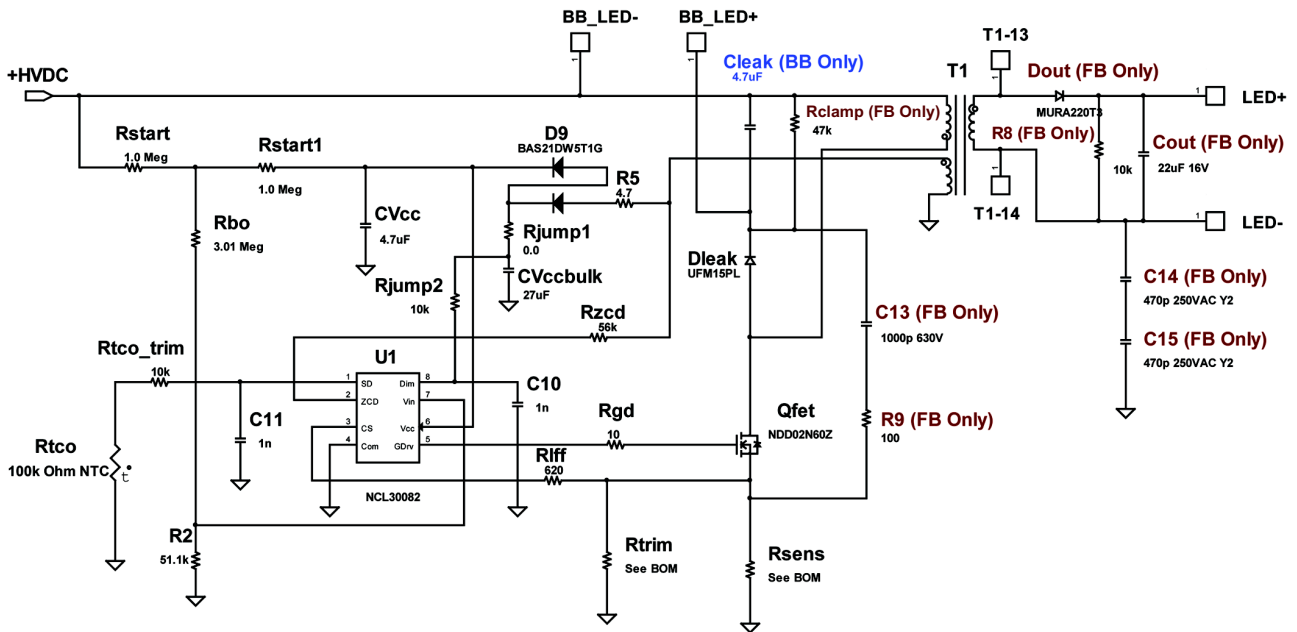 BB_LED-
BB_LED+
T1-13
Cleak (BB Only)
4.7uF
T1
Dout (FB Only)
+HVDC
1
1
1
1
LED+
MURA220T3
Rclamp (FB Only)
47k
Rstart
1.0 Meg
Rstart1
1.0 Meg
D9
BAS21DW5T1G
R8 (FB Only)
10k
Cout (FB Only)
22uF 16V
R5
4.7
1
T1-14
Rbo
3.01 Meg
CVcc
4.7uF
Rjump1
0.0
1
LED-
Dleak
UFM15PL
CVccbulk
27uF
Rjump2
10k
C14 (FB Only)
470p 250VAC Y2
Rzcd
56k
C13 (FB Only)
1000p 630V
C15 (FB Only)
470p 250VAC Y2
Rtco_trim
10k
U1
1 SD Dim 8
2 ZCD Vin 7
3 CS Vcc 6
4 Com GDrv 5
NCL30082
C10
1n
C11
1n
Rgd
10
Qfet
NDD02N60Z
R9 (FB Only)
100
Rtco
100k Ohm NTC
t
Rlff
620
R2
51.1k
Rtrim
See BOM
Rsens
See BOM